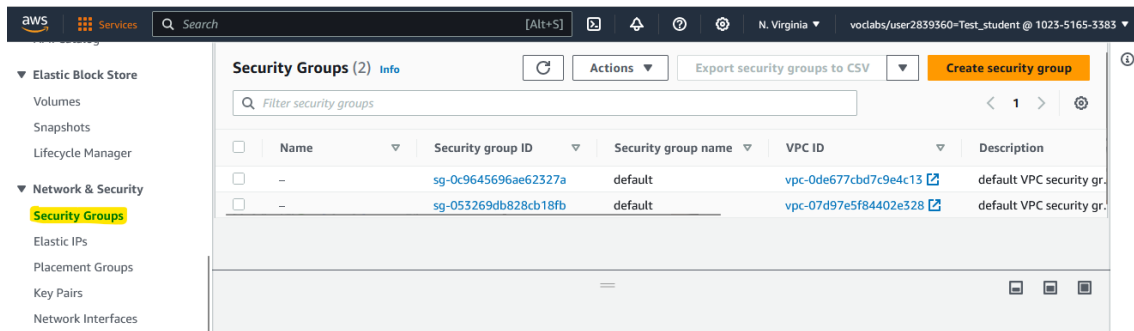 aws Services Search [Alt+S] N. Virginia ▼ voclabs/user2839360=Test_student @ 1023-5165-3383 ▼
▼ Elastic Block Store
Volumes
Snapshots
Lifecycle Manager
▼ Network & Security
Security Groups
Elastic IPs
Placement Groups
Key Pairs
Network Interfaces
Security Groups (2) Info Actions ▼ Export security groups to CSV ▼ Create security group
Filter security groups < 1 >
Name Security group ID Security group name VPC ID Description
– sg-0c9645696ae62327a default vpc-0de677cbd7c9e4c13 default VPC security gr.
– sg-053269db828cb18fb default vpc-07d97e5f84402e328 default VPC security gr.